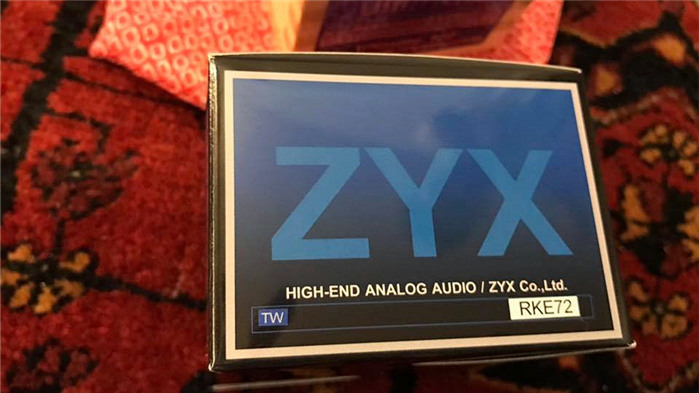 ZYX
HIGH-END ANALOG AUDIO / ZYX Co.,Ltd.
TW RKE72